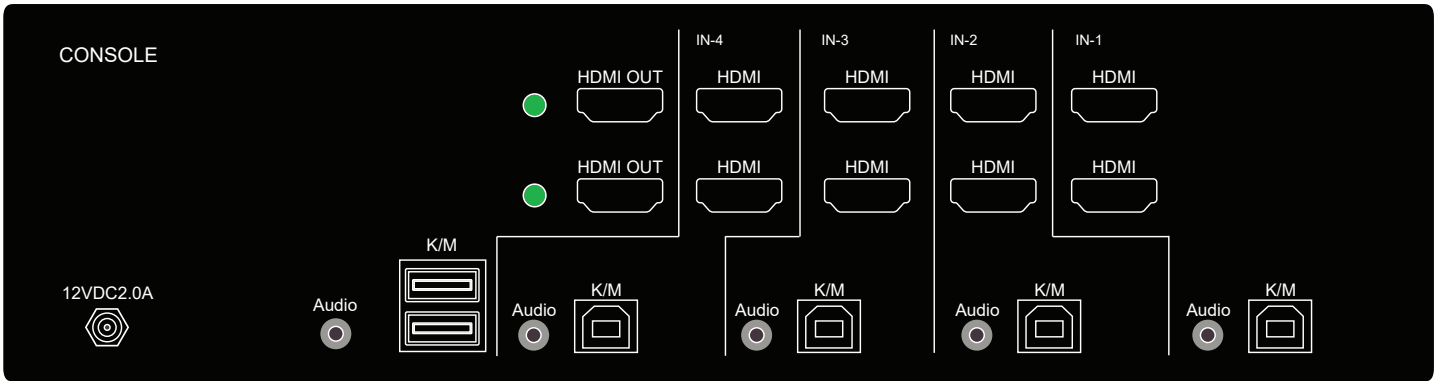 CONSOLE
IN-4
IN-3
IN-2
IN-1
HDMI OUT
HDMI
HDMI
HDMI
HDMI
HDMI OUT
HDMI
HDMI
HDMI
HDMI
K/M
12VDC2.0A
Audio
Audio
K/M
Audio
K/M
Audio
K/M
Audio
K/M